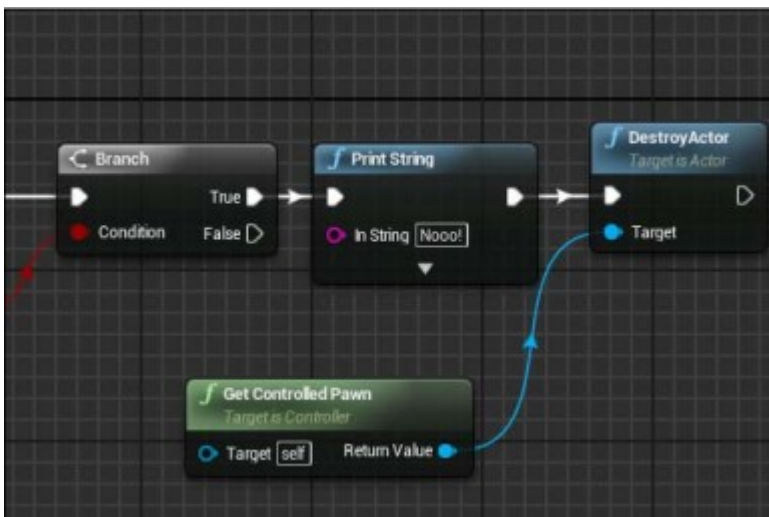 Branch
True
Condition
False
Print String
In String Nooo!
DestroyActor
Target is Actor
Target
Get Controlled Pawn
Target is Controller
Target self
Return Value